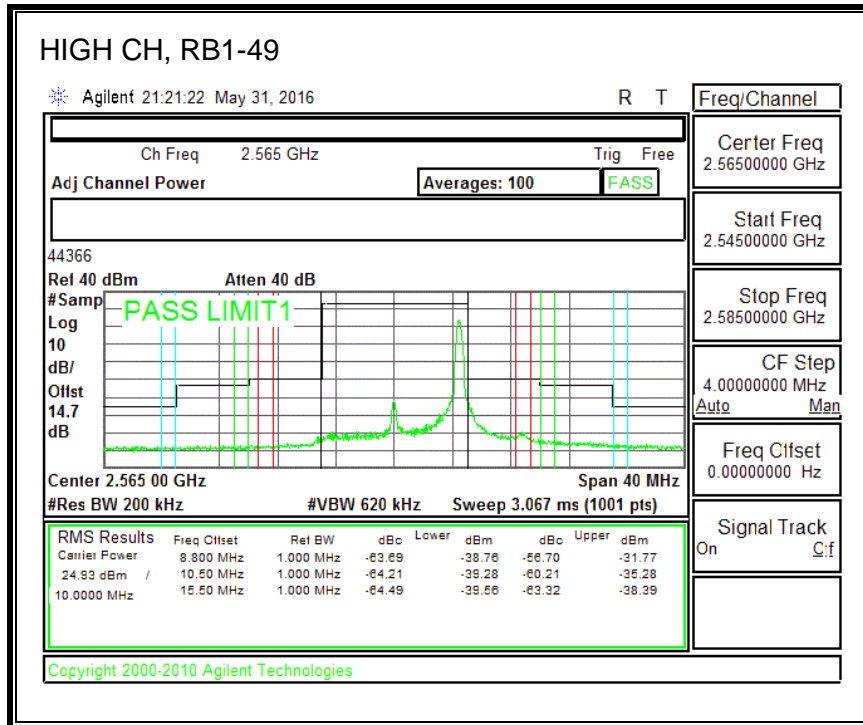 HIGH CH, RB1-49
Agilent 21:21:22 May 31, 2016 R T
Freq/Channel
Ch Freq 2.565 GHz Trig Free
Adj Channel Power Averages: 100 PASS
Center Freq
2.56500000 GHz
Start Freq
2.54500000 GHz
44366
Ref 40 dBm Atten 40 dB
#Samp
PASS LIMIT1
Log
10
dB/
Offst
14.7
dB
Stop Freq
2.58500000 GHz
CF Step
4.00000000 MHz
Auto Man
Freq Offset
0.00000000 Hz
Center 2.565 00 GHz Span 40 MHz
#Res BW 200 kHz #VBW 620 kHz Sweep 3.067 ms (1001 pts)
Signal Track
On Off
RMS Results Freq Offset Ref BW dBc Lower dBm dBc Upper dBm
Carrier Power 8.800 MHz 1.000 MHz -63.69 -38.76 -56.70 -31.77
24.93 dBm / 10.50 MHz 1.000 MHz -64.21 -39.28 -60.21 -35.28
10.0000 MHz 15.50 MHz 1.000 MHz -64.49 -39.56 -63.32 -38.39
Copyright 2000-2010 Agilent Technologies